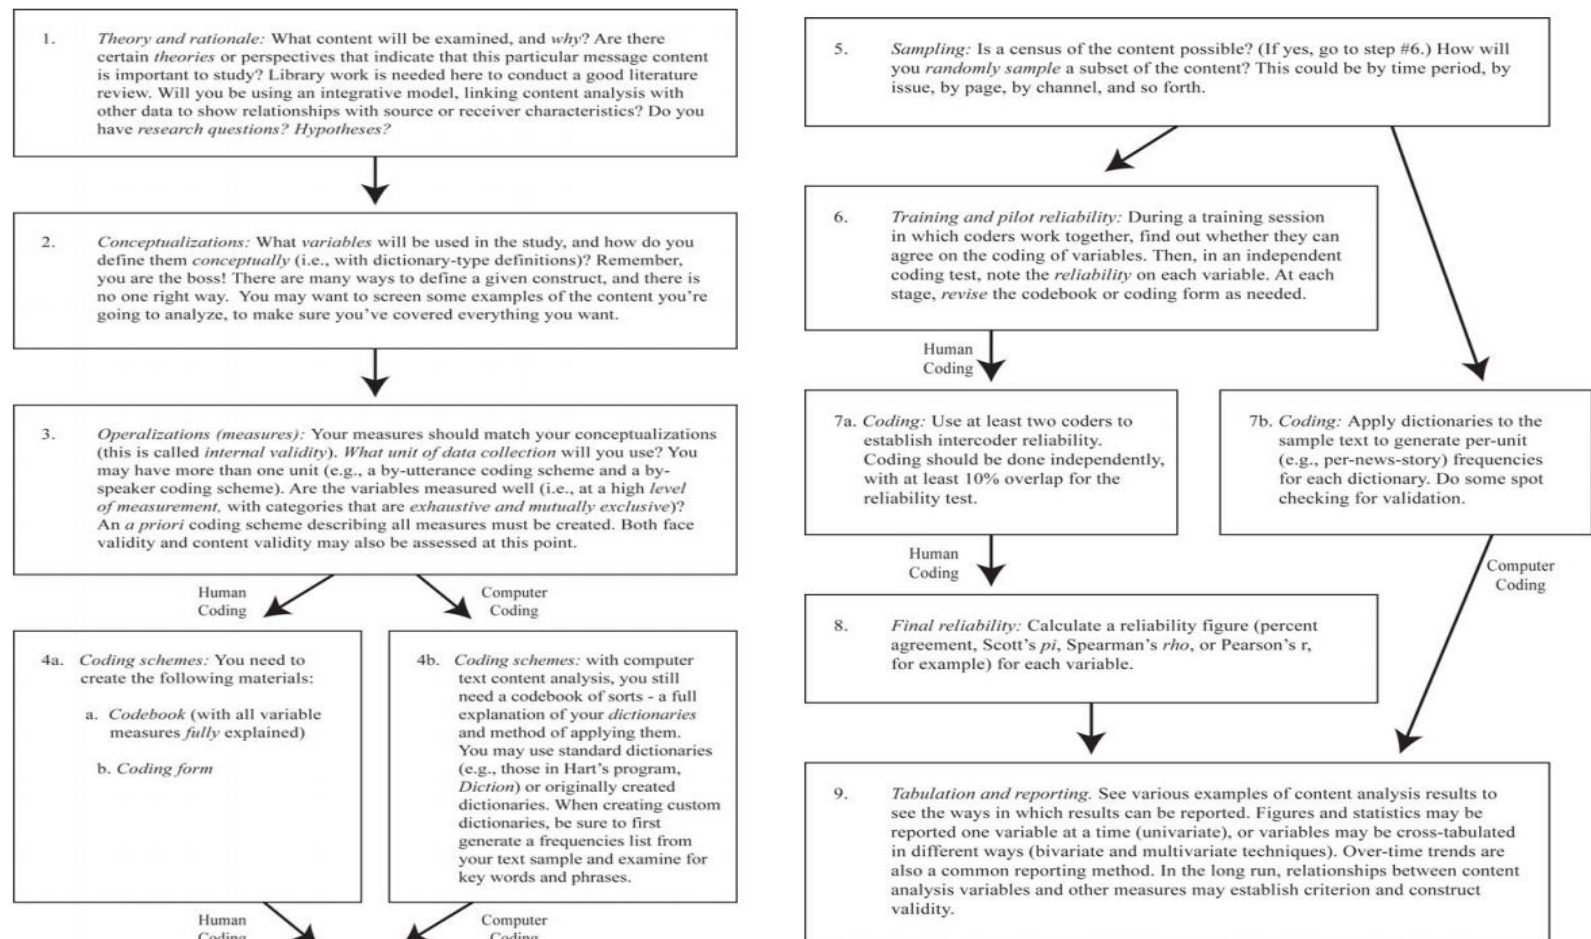 1. Theory and rationale: What content will be examined, and why? Are there
certain theories or perspectives that indicate that this particular message content
is important to study? Library work is needed here to conduct a good literature
review. Will you be using an integrative model, linking content analysis with
other data to show relationships with source or receiver characteristics? Do you
have research questions? Hypotheses?
2. Conceptualizations: What variables will be used in the study, and how do you
define them conceptually (i.e., with dictionary-type definitions)? Remember,
you are the boss! There are many ways to define a given construct, and there is
no one right way. You may want to screen some examples of the content you're
going to analyze, to make sure you've covered everything you want.
3. Operalizations (measures): Your measures should match your conceptualizations
(this is called internal validity). What unit of data collection will you use? You
may have more than one unit (e.g., a by-utterance coding scheme and a by-
speaker coding scheme). Are the variables measured well (i.e., at a high level
of measurement, with categories that are exhaustive and mutually exclusive)?
An a priori coding scheme describing all measures must be created. Both face
validity and content validity may also be assessed at this point.
Human
Coding
Computer
Coding
4a. Coding schemes: You need to
create the following materials:
a. Codebook (with all variable
measures fully explained)
b. Coding form
4b. Coding schemes: with computer
text content analysis, you still
need a codebook of sorts - a full
explanation of your dictionaries
and method of applying them.
You may use standard dictionaries
(e.g., those in Hart's program,
Diction) or originally created
dictionaries. When creating custom
dictionaries, be sure to first
generate a frequencies list from
your text sample and examine for
key words and phrases.
Human
Coding
Computer
Coding
5. Sampling: Is a census of the content possible? (If yes, go to step #6.) How will
you randomly sample a subset of the content? This could be by time period, by
issue, by page, by channel, and so forth.
6. Training and pilot reliability: During a training session
in which coders work together, find out whether they can
agree on the coding of variables. Then, in an independent
coding test, note the reliability on each variable. At each
stage, revise the codebook or coding form as needed.
Human
Coding
7a. Coding: Use at least two coders to
establish intercoder reliability.
Coding should be done independently,
with at least 10% overlap for the
reliability test.
7b. Coding: Apply dictionaries to the
sample text to generate per-unit
(e.g., per-news-story) frequencies
for each dictionary. Do some spot
checking for validation.
Human
Coding
Computer
Coding
8. Final reliability: Calculate a reliability figure (percent
agreement, Scott's pi, Spearman's rho, or Pearson's r,
for example) for each variable.
9. Tabulation and reporting. See various examples of content analysis results to
see the ways in which results can be reported. Figures and statistics may be
reported one variable at a time (univariate), or variables may be cross-tabulated
in different ways (bivariate and multivariate techniques). Over-time trends are
also a common reporting method. In the long run, relationships between content
analysis variables and other measures may establish criterion and construct
validity.